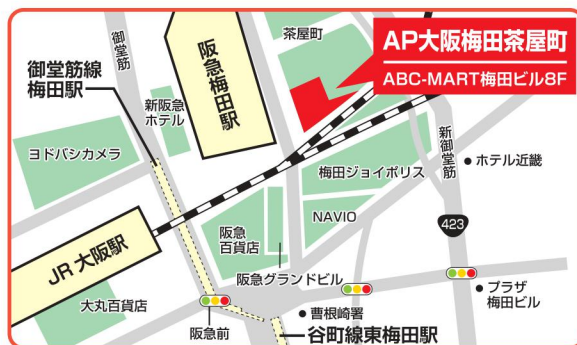 御堂筋
茶屋町
AP大阪梅田茶屋町
ABC-MART梅田ビル8F
御堂筋線
梅田駅
阪急梅田駅
新阪急
ホテル
ヨドバシカメラ
新御堂筋
ホテル近畿
梅田ジョイポリス
NAVIO
423
阪急
百貨店
JR大阪駅
阪急グランドビル
大丸百貨店
プラザ
梅田ビル
曹根崎署
阪急前
谷町線東梅田駅